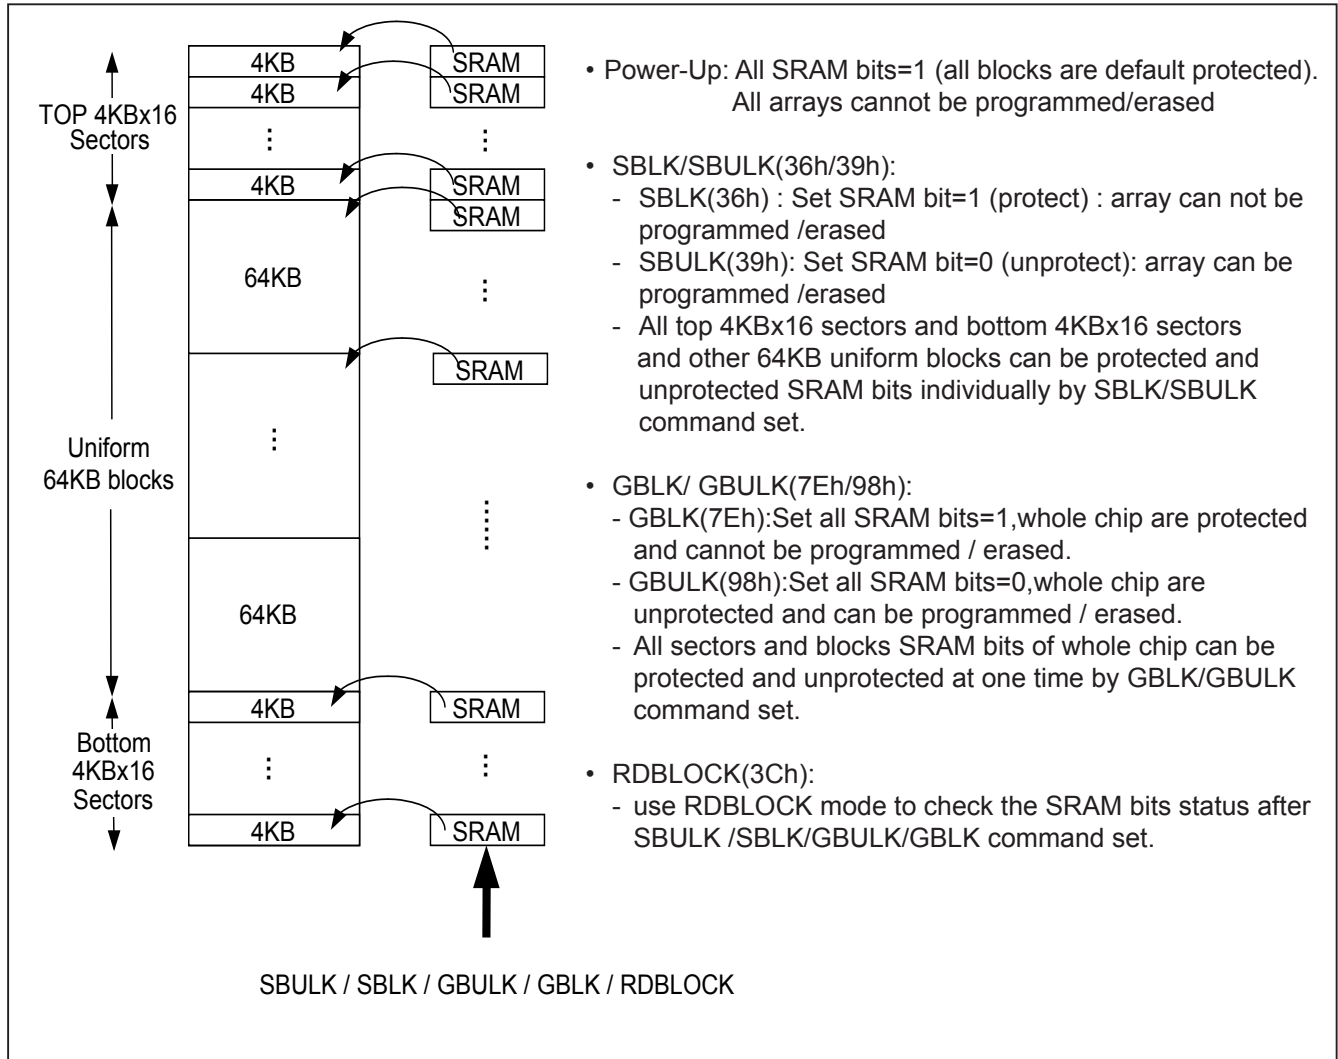 4KB
SRAM
4KB
SRAM
TOP 4KBx16
Sectors
4KB
SRAM
SRAM
64KB
SRAM
Uniform
64KB blocks
64KB
4KB
SRAM
Bottom
4KBx16
Sectors
4KB
SRAM
SBULK / SBLK / GBULK / GBLK / RDBLOCK
• Power-Up: All SRAM bits=1 (all blocks are default protected).
All arrays cannot be programmed/erased
• SBLK/SBULK(36h/39h):
- SBLK(36h) : Set SRAM bit=1 (protect) : array can not be
programmed /erased
- SBULK(39h): Set SRAM bit=0 (unprotect): array can be
programmed /erased
- All top 4KBx16 sectors and bottom 4KBx16 sectors
and other 64KB uniform blocks can be protected and
unprotected SRAM bits individually by SBLK/SBULK
command set.
• GBLK/ GBULK(7Eh/98h):
- GBLK(7Eh):Set all SRAM bits=1,whole chip are protected
and cannot be programmed / erased.
- GBULK(98h):Set all SRAM bits=0,whole chip are
unprotected and can be programmed / erased.
- All sectors and blocks SRAM bits of whole chip can be
protected and unprotected at one time by GBLK/GBULK
command set.
• RDBLOCK(3Ch):
- use RDBLOCK mode to check the SRAM bits status after
SBULK /SBLK/GBULK/GBLK command set.